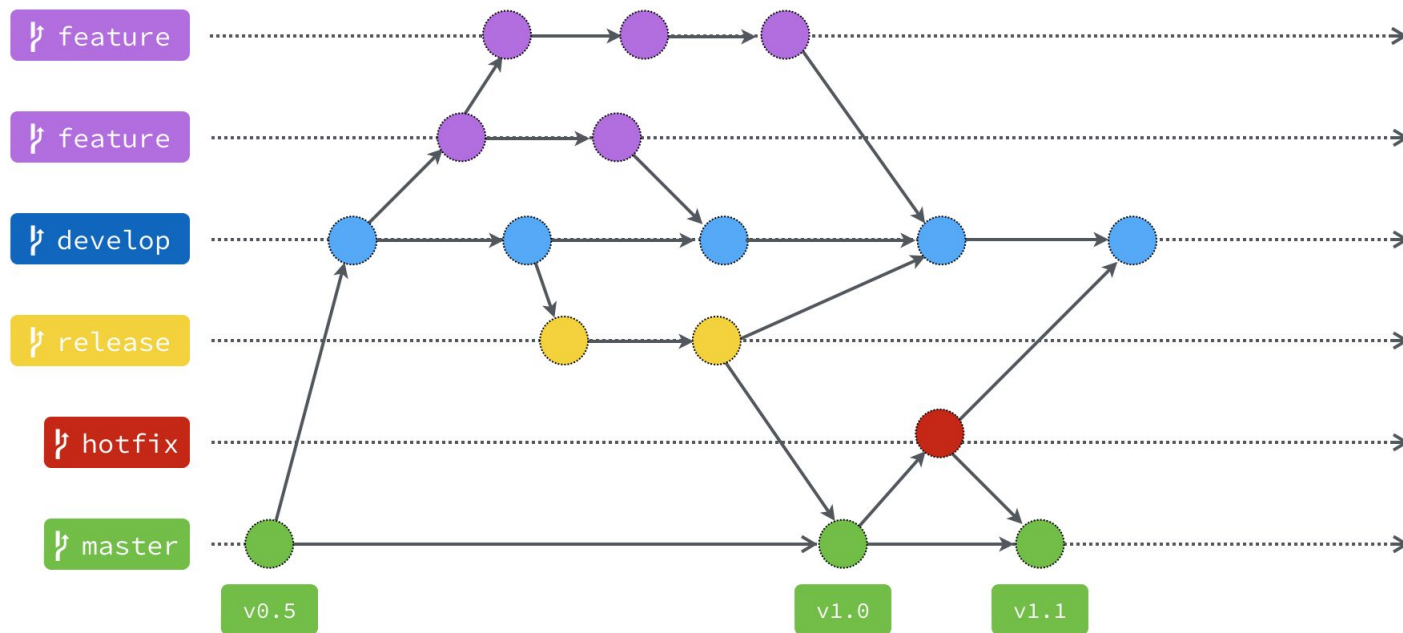 feature
feature
develop
release
hotfix
master
v0.5
v1.0
v1.1